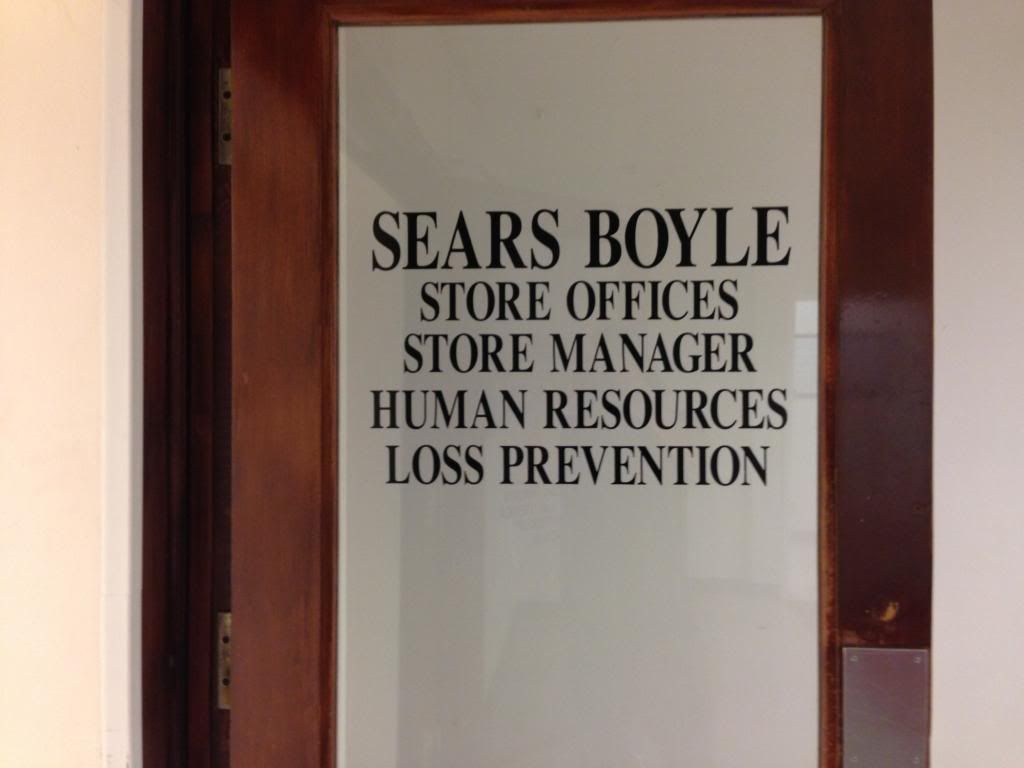 SEARS BOYLE
STORE OFFICES
STORE MANAGER
HUMAN RESOURCES
LOSS PREVENTION